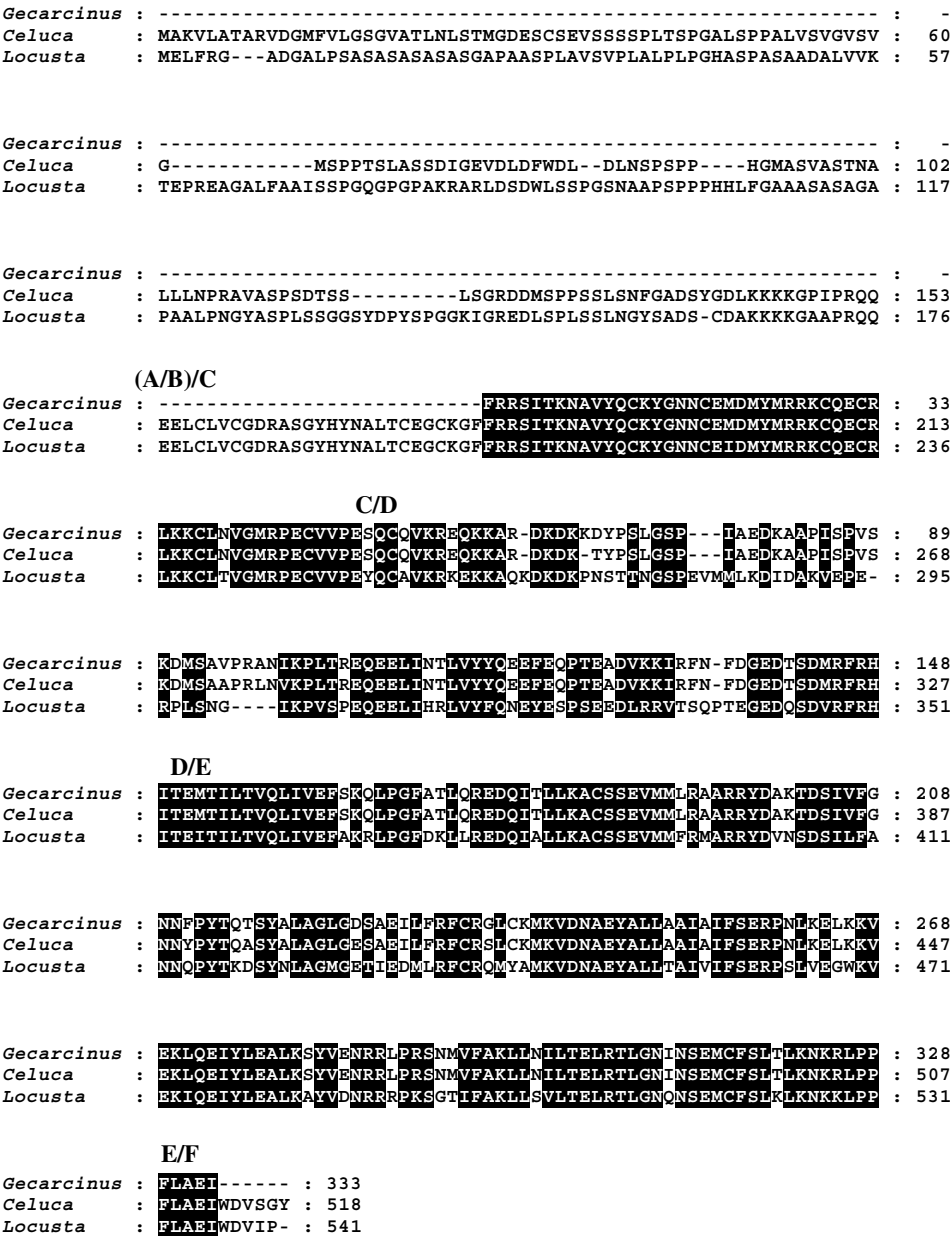 Gecarcinus : ------------------------------------------------------------ : -
Celuca : MAKVLATARVDGMFVLGSGVATLNLSTMGDESCSEVSSSSPLTSPGALSPPALVSVGVSV : 60
Locusta : MELFRG---ADGALPSASASASASASGAPAASPLAVSVPLALPLPGHASPASAADALVVK : 57
Gecarcinus : ------------------------------------------------------------ : -
Celuca : G------------MSPPTSLASSDIGEVDLDFWDL--DLNSPSPP----HGMASVASTNA : 102
Locusta : TEPREAGALFAAISSPGQGPGPAKRARLDSDWLSSPGSNAAPSPPPHHLFGAAASASAGA : 117
Gecarcinus : ------------------------------------------------------------ : -
Celuca : LLLNPRAVASPSDTSS---------LSGRDDMSPPSSLSNFGADSYGDLKKKKGPIPRQQ : 153
Locusta : PAALPNGYASPLSSGGSYDPYSPGGKIGREDLSPLSSLNGYSADS-CDAKKKKGAAPRQQ : 176
(A/B)/C
Gecarcinus : ---------------------------FRRSITKNAVYQCKYGNNCEMDMYMRRKCQECR : 33
Celuca : EELCLVCGDRASGYHYNALTCEGCKGFFRRSITKNAVYQCKYGNNCEMDMYMRRKCQECR : 213
Locusta : EELCLVCGDRASGYHYNALTCEGCKGFFRRSITKNAVYQCKYGNNCEIDMYMRRKCQECR : 236
C/D
Gecarcinus : LKKCLNVGMRPECVVPESQCQVKREQKKAR-DKDKKDYPSLGSP---IAEDKAAPISPVS : 89
Celuca : LKKCLNVGMRPECVVPESQCQVKREQKKAR-DKDK-TYPSLGSP---IAEDKAAPISPVS : 268
Locusta : LKKCLTVGMRPECVVPEYQCAVKRKEKKAQKDKDKPNSTTNGSPEVMMLKDIDAKVEPE- : 295
Gecarcinus : KDMSAVPRANIKPLTREQEELINTLVYYQEEFEQPTEADVKKIRFN-FDGEDTSDMRFRH : 148
Celuca : KDMSAAPRLNVKPLTREQEELINTLVYYQEEFEQPTEADVKKIRFN-FDGEDTSDMRFRH : 327
Locusta : RPLSNG----IKPVSPEQEELIHRLVYFQNEYESPSEEDLRRVTSQPTEGEDQSDVRFRH : 351
D/E
Gecarcinus : ITEMTILTVQLIVEFSKQLPGFATLQREDQITLLKACSSEVMMLRAARRYDAKTDSIVFG : 208
Celuca : ITEMTILTVQLIVEFSKQLPGFATLQREDQITLLKACSSEVMMLRAARRYDAKTDSIVFG : 387
Locusta : ITEITILTVQLIVEFAKRLPGFDKLLREDQIALLKACSSEVMMFRMARRYDVNSDSILFA : 411
Gecarcinus : NNFPYTQTSYALAGLGDSAEILFRFCRGLCKMKVDNAEYALLAAIAIFSERPNLKELKKV : 268
Celuca : NNYPYTQASYALAGLGESAEILFRFCRSLCKMKVDNAEYALLAAIAIFSERPNLKELKKV : 447
Locusta : NNQPYTKDSYNLAGMGETIEDMLRFCRQMYAMKVDNAEYALLTAIVIFSERPSLVEGWKV : 471
Gecarcinus : EKLQEIYLEALKSYVENRRLPRSNMVFAKLLNILTELRTLGNINSEMCFSLTLKNKRLPP : 328
Celuca : EKLQEIYLEALKSYVENRRLPRSNMVFAKLLNILTELRTLGNINSEMCFSLTLKNKRLPP : 507
Locusta : EKIQEIYLEALKAYVDNRRRPKSGTIFAKLLSVLTELRTLGNQNSEMCFSLKLKNKKLPP : 531
E/F
Gecarcinus : FLAEI------ : 333
Celuca : FLAEIWDVSGY : 518
Locusta : FLAEIWDVIP- : 541